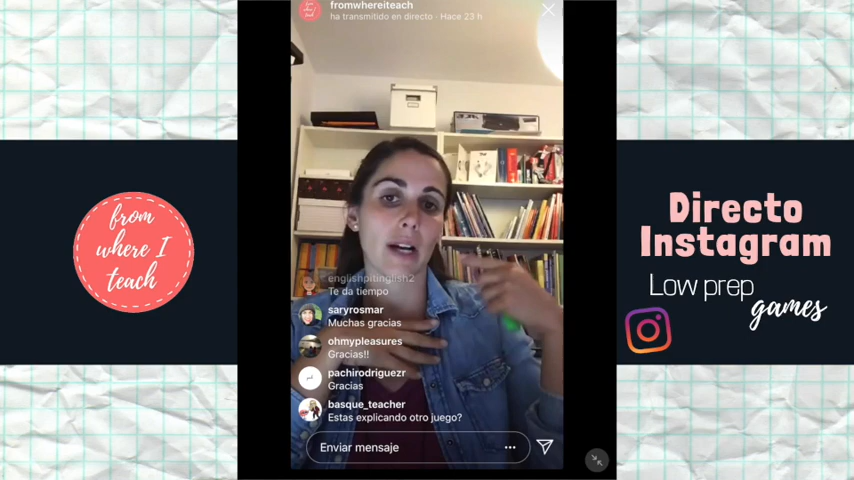 fromwhereiteach
ha transmitido en directo · Hace 23 h
from
where I
teach
englishpitinglish2
Te da tiempo
saryrosmar
Muchas gracias
ohmypleasures
Gracias!!
pachirodriguezr
Gracias
basque_teacher
Estas explicando otro juego?
Enviar mensaje
Directo
Instagram
Low prep
games